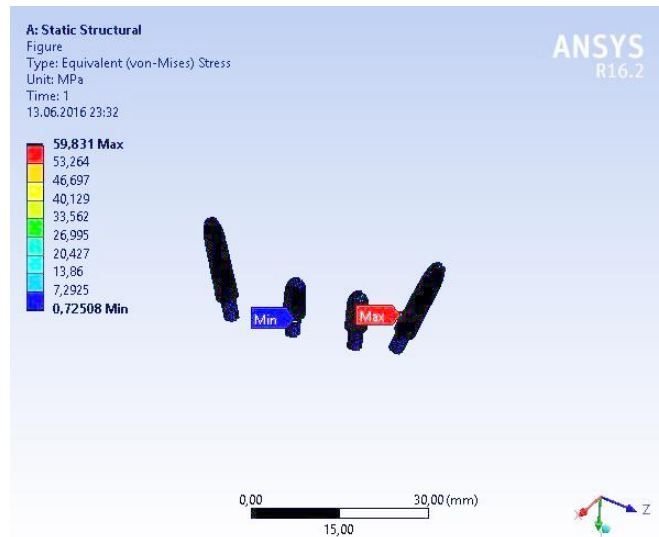 A: Static Structural
Figure
Type: Equivalent (von-Mises) Stress
Unit: MPa
Time: 1
13.06.2016 23:32
ANSYS
R16.2
59,831 Max
53,264
46,697
40,129
33,562
26,995
20,427
13,86
7,2925
0,72508 Min
Min
Max
0,00
30,00 (mm)
15,00
X
Z